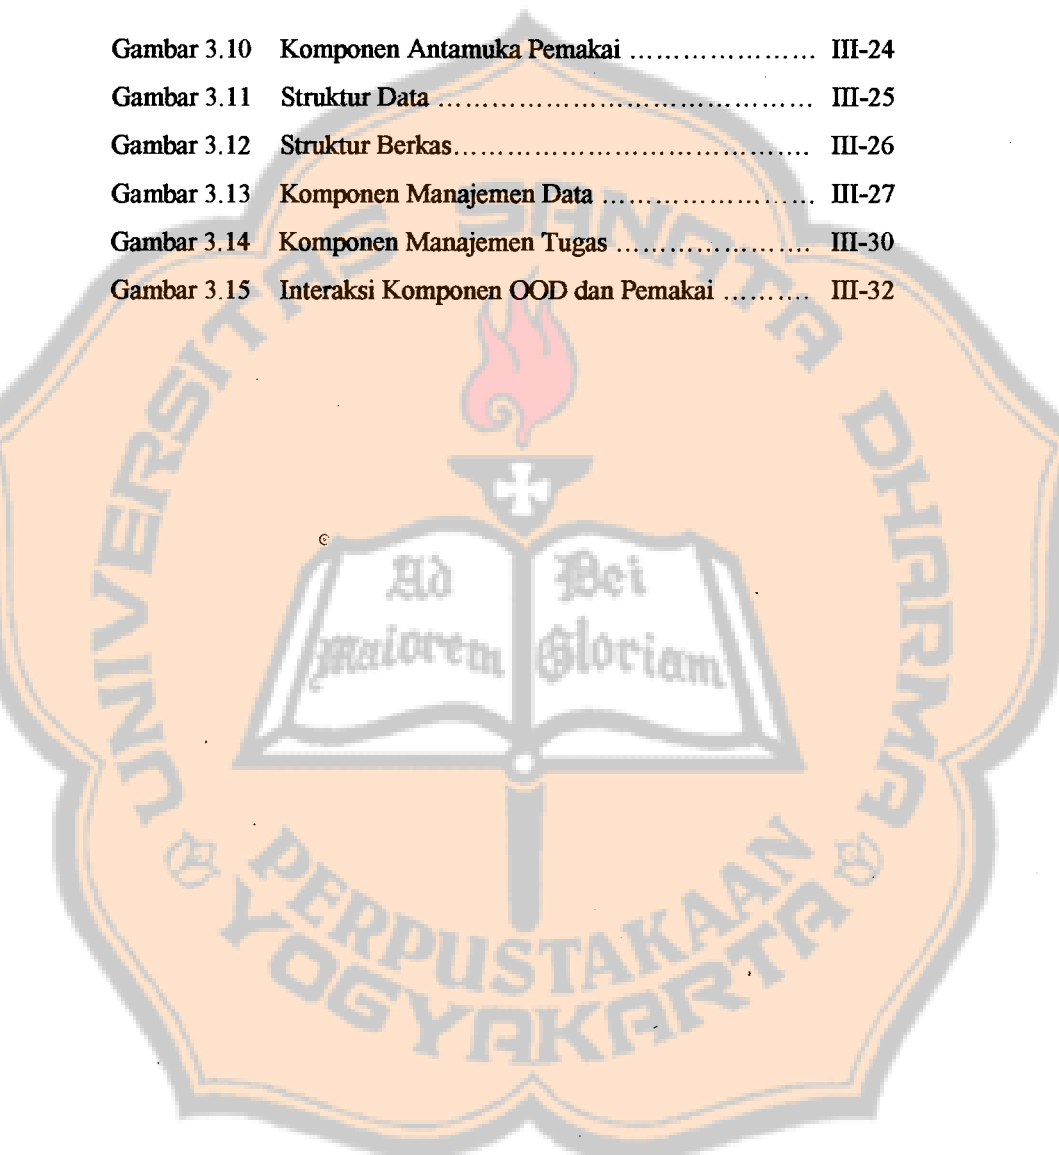 Gambar 3.10 Komponen Antamuka Pemakai ..................... III-24
Gambar 3.11 Struktur Data .......................................... III-25
Gambar 3.12 Struktur Berkas........................................ III-26
Gambar 3.13 Komponen Manajemen Data ........................ III-27
Gambar 3.14 Komponen Manajemen Tugas ...................... III-30
Gambar 3.15 Interaksi Komponen OOD dan Pemakai .......... III-32
UNIVERSITAS SANATA DHARMA
Ad Dei
maiorem Gloriam
PERPUSTAKAAN
YOGYAKARTA